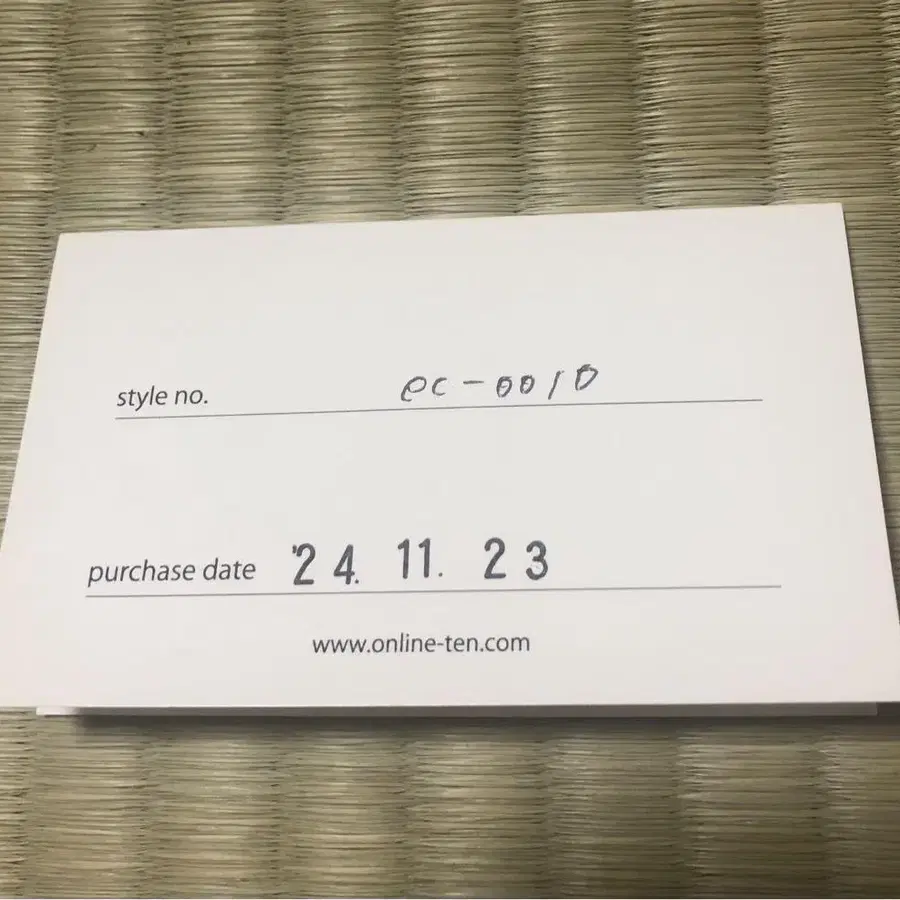 style no. ec-0010
purchase date '24. 11. 23
www.online-ten.com